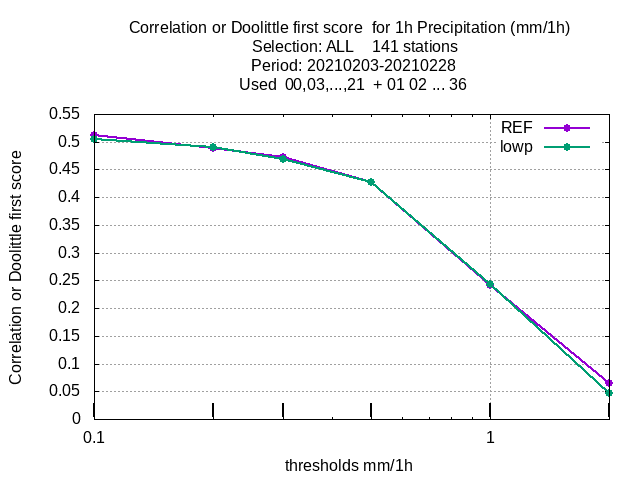 Correlation or Doolittle first score  for 1h Precipitation (mm/1h)
Selection: ALL    141 stations
Period: 20210203-20210228
Used  00,03,...,21  + 01 02 ... 36
REF
lowp
0.55
0.5
0.45
0.4
0.35
0.3
0.25
0.2
0.15
0.1
0.05
0
Correlation or Doolittle first score
0.1
1
thresholds mm/1h